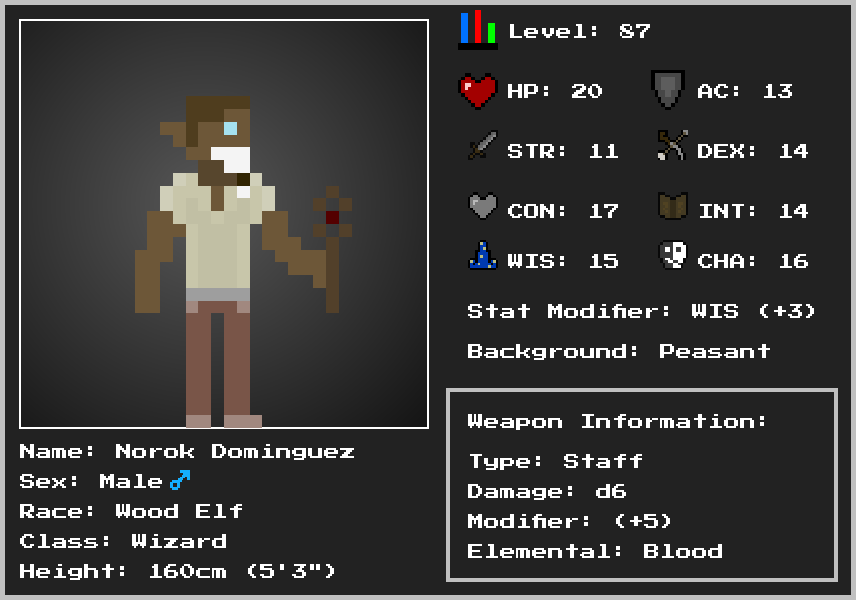 Level: 87
HP: 20 AC: 13
STR: 11 DEX: 14
CON: 17 INT: 14
WIS: 15 CHA: 16
Stat Modifier: WIS (+3)
Background: Peasant
Weapon Information:
Type: Staff
Damage: d6
Modifier: (+5)
Elemental: Blood
Name: Norok Dominguez
Sex: Male ♂
Race: Wood Elf
Class: Wizard
Height: 160cm (5'3")